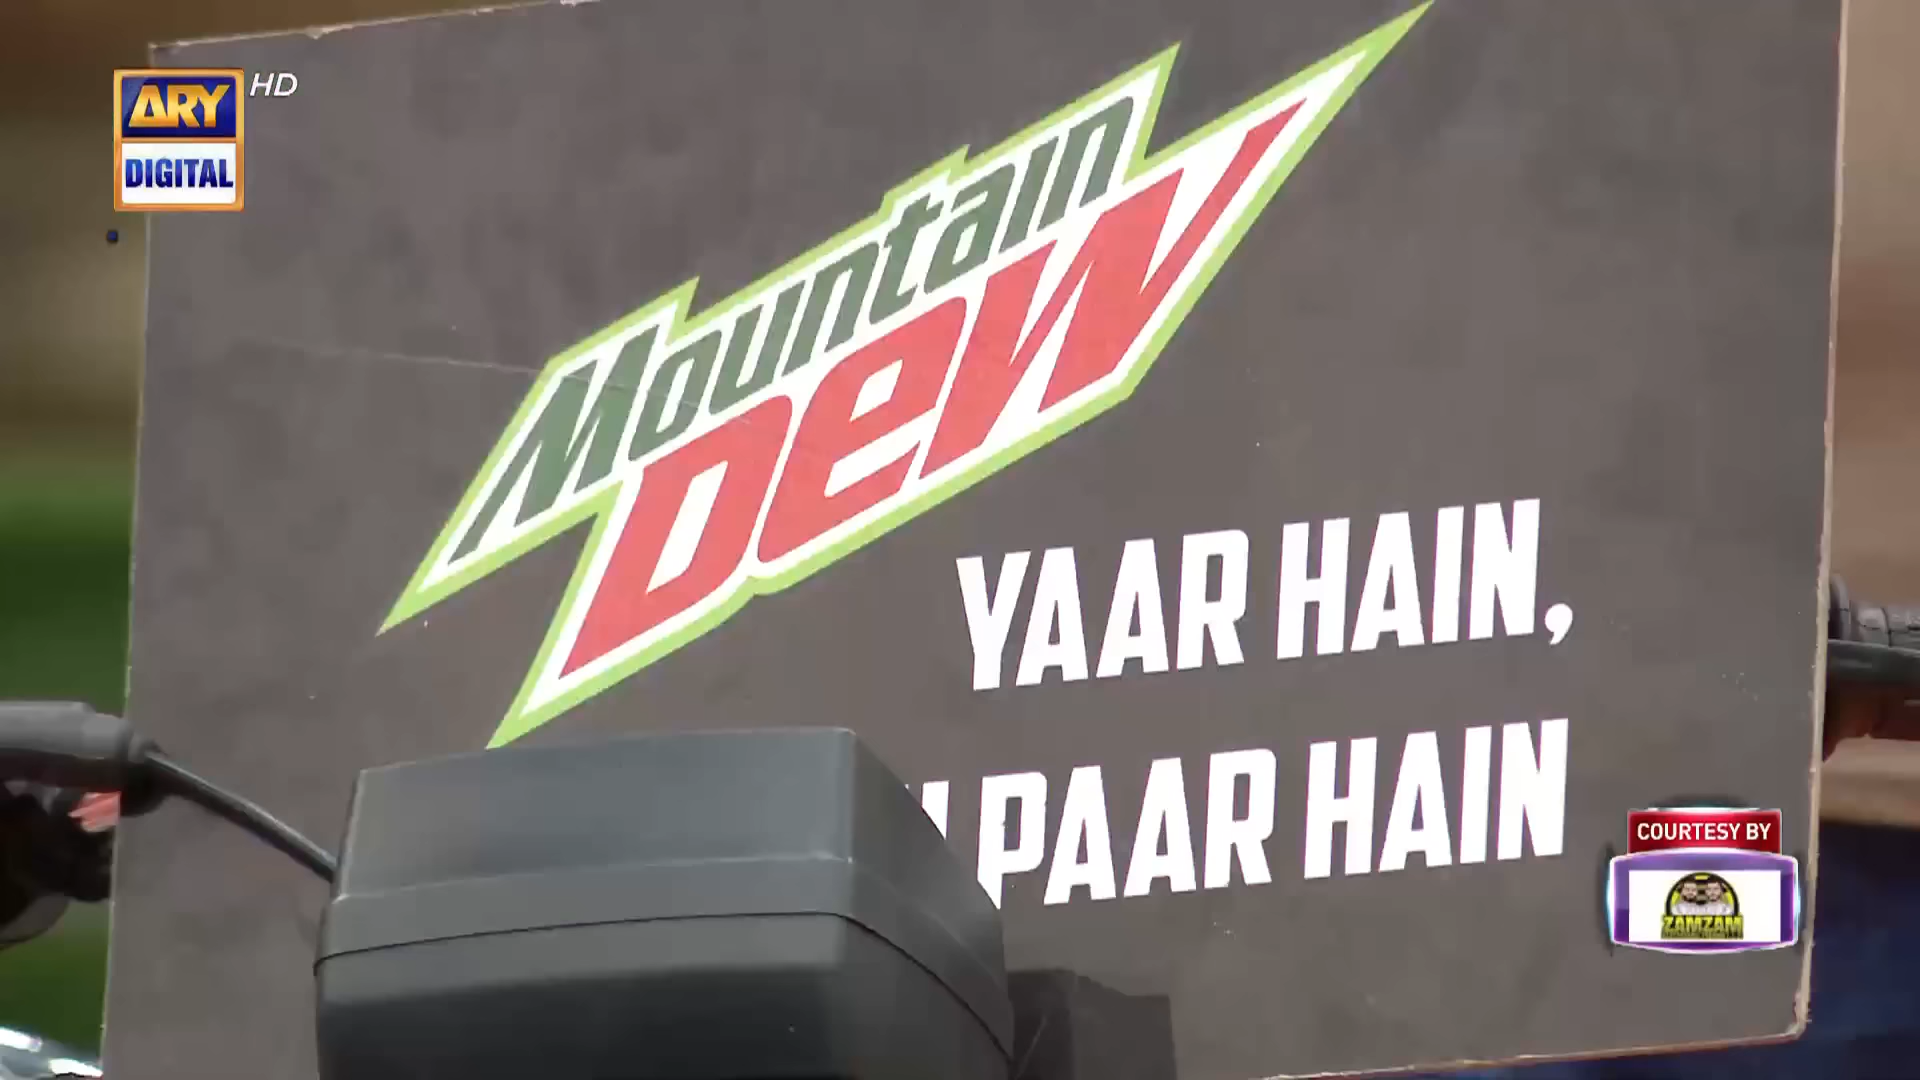 ARY
DIGITAL
HD
Mountain
Dew
YAAR HAIN,
PAAR HAIN
COURTESY BY
ZAMZAM